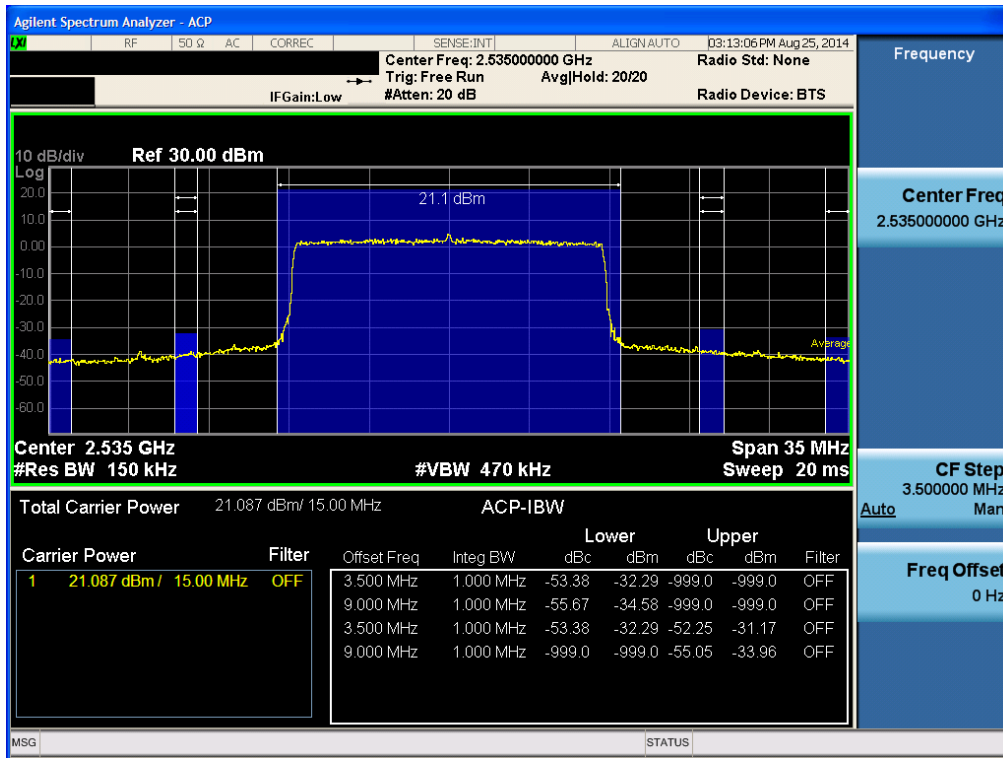 Agilent Spectrum Analyzer - ACP
LXI RF 50 Ω AC CORREC SENSE:INT ALIGN AUTO 03:13:06 PM Aug 25, 2014
Center Freq: 2.535000000 GHz Radio Std: None
Trig: Free Run Avg|Hold: 20/20
IFGain:Low #Atten: 20 dB Radio Device: BTS
Frequency
10 dB/div Ref 30.00 dBm
Log
20.0
10.0
0.00
-10.0
-20.0
-30.0
-40.0
-50.0
-60.0
21.1 dBm
Average
Center 2.535 GHz Span 35 MHz
#Res BW 150 kHz #VBW 470 kHz Sweep 20 ms
Total Carrier Power 21.087 dBm/ 15.00 MHz ACP-IBW
Lower Upper
Carrier Power Filter Offset Freq Integ BW dBc dBm dBc dBm Filter
1 21.087 dBm / 15.00 MHz OFF 3.500 MHz 1.000 MHz -53.38 -32.29 -999.0 -999.0 OFF
9.000 MHz 1.000 MHz -55.67 -34.58 -999.0 -999.0 OFF
3.500 MHz 1.000 MHz -53.38 -32.29 -52.25 -31.17 OFF
9.000 MHz 1.000 MHz -999.0 -999.0 -55.05 -33.96 OFF
Center Freq
2.535000000 GHz
CF Step
3.500000 MHz
Auto Man
Freq Offset
0 Hz
MSG STATUS